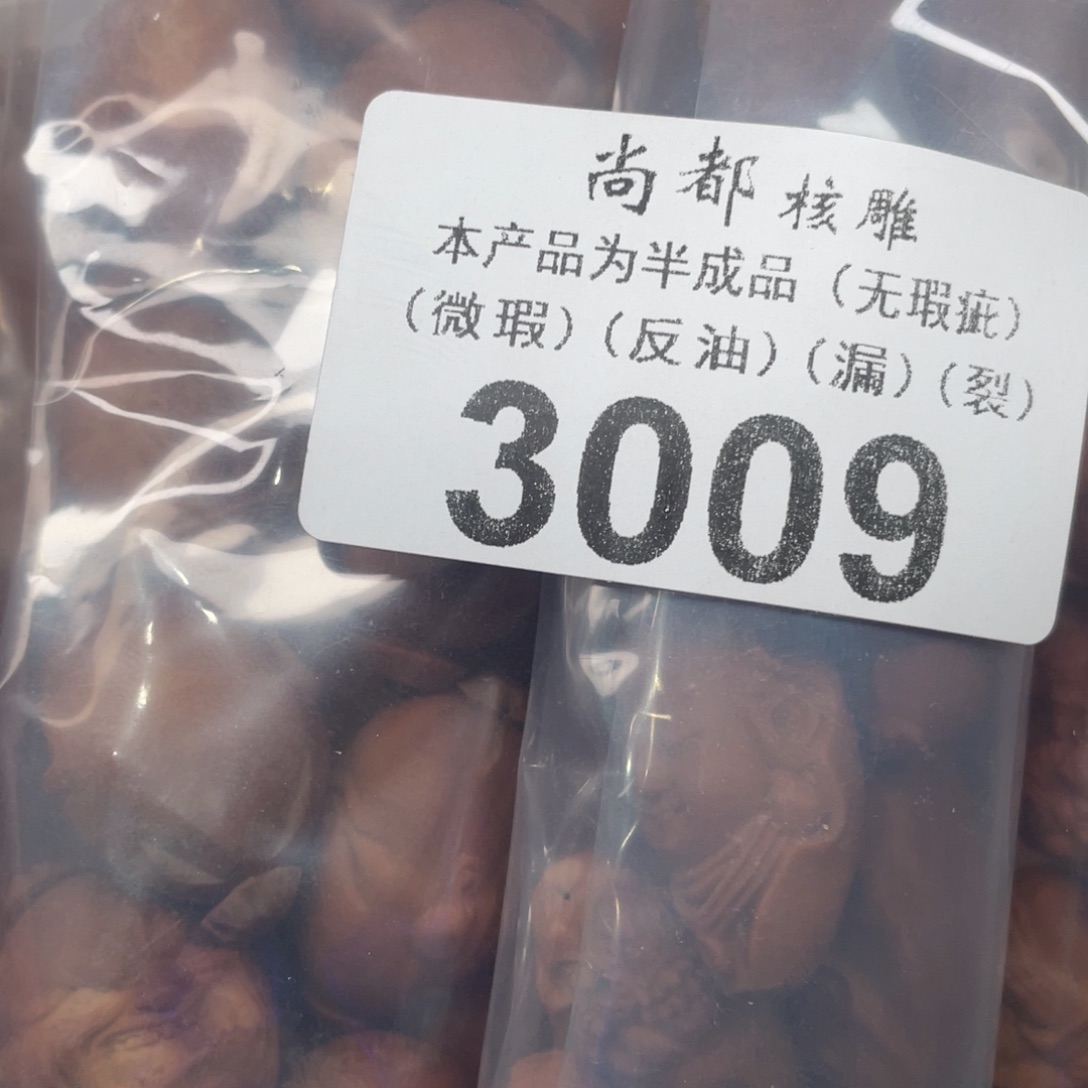 尚都核雕
本产品为半成品（无瑕疵）
（微瑕）（反油）（漏）（裂）
3009